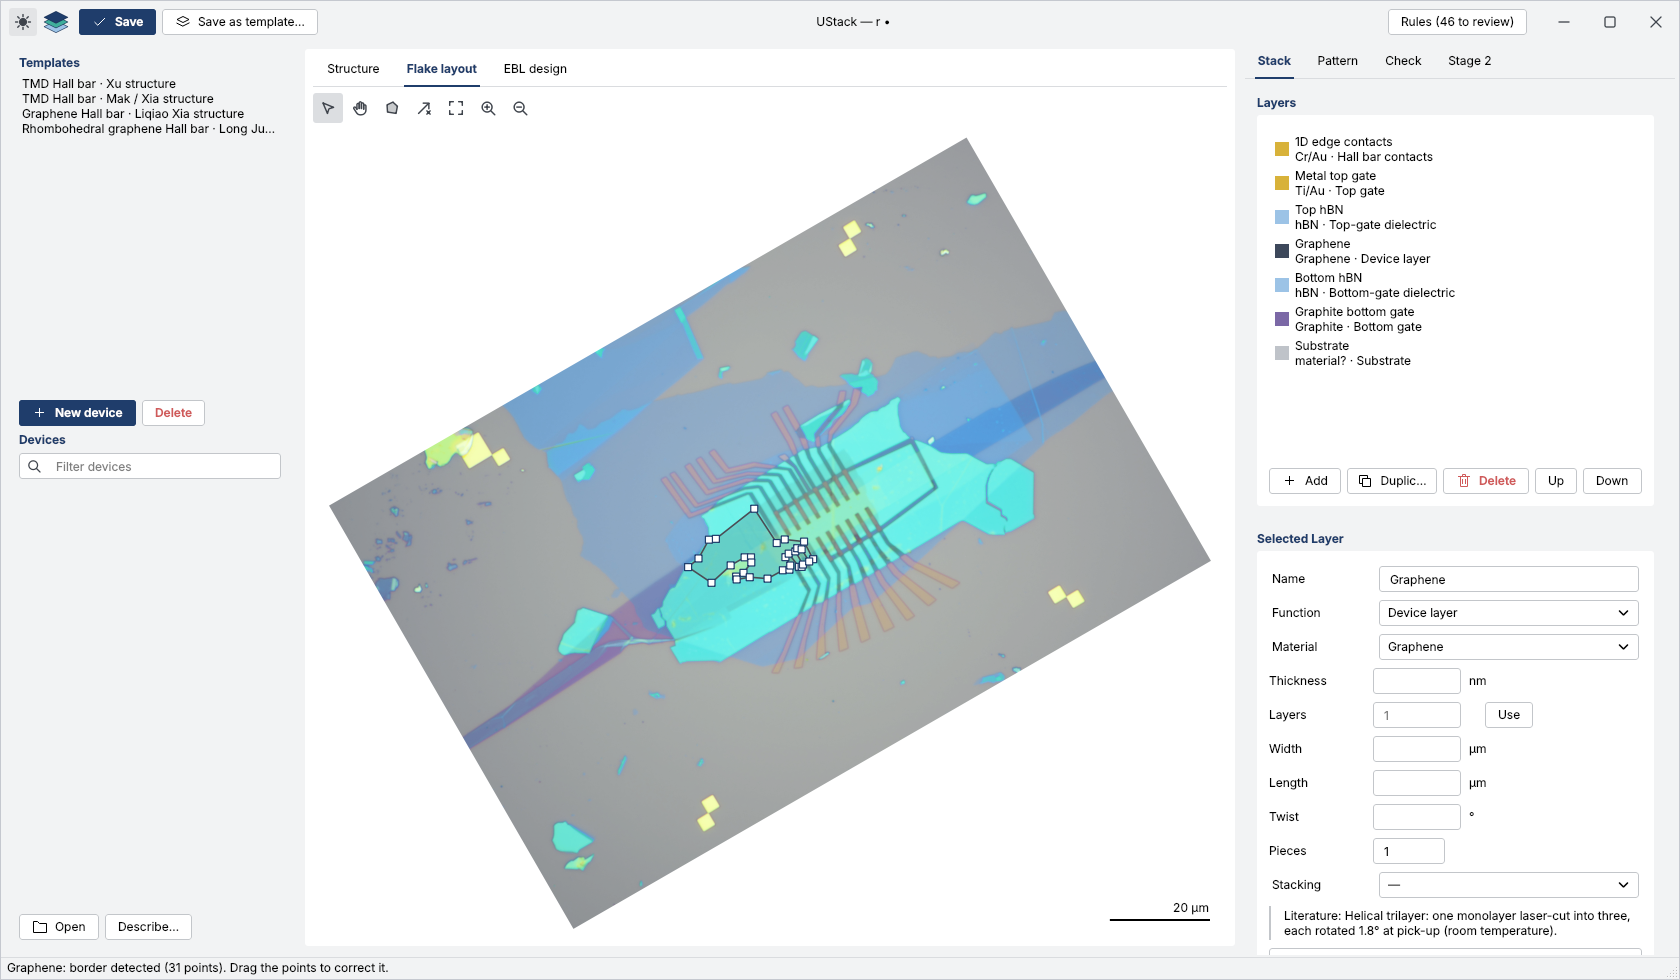 Save
Save as template...
UStack — r •
Rules (46 to review)
Templates
TMD Hall bar · Xu structure
TMD Hall bar · Mak / Xia structure
Graphene Hall bar · Liqiao Xia structure
Rhombohedral graphene Hall bar · Long Ju...
New device
Delete
Devices
Filter devices
Open
Describe...
Structure
Flake layout
EBL design
20 µm
Stack
Pattern
Check
Stage 2
Layers
1D edge contacts
Cr/Au · Hall bar contacts
Metal top gate
Ti/Au · Top gate
Top hBN
hBN · Top-gate dielectric
Graphene
Graphene · Device layer
Bottom hBN
hBN · Bottom-gate dielectric
Graphite bottom gate
Graphite · Bottom gate
Substrate
material? · Substrate
Add
Duplic...
Delete
Up
Down
Selected Layer
Name
Graphene
Function
Device layer
Material
Graphene
Thickness
nm
Layers
1
Use
Width
µm
Length
µm
Twist
°
Pieces
1
Stacking
—
Literature: Helical trilayer: one monolayer laser-cut into three,
each rotated 1.8° at pick-up (room temperature).
Graphene: border detected (31 points). Drag the points to correct it.